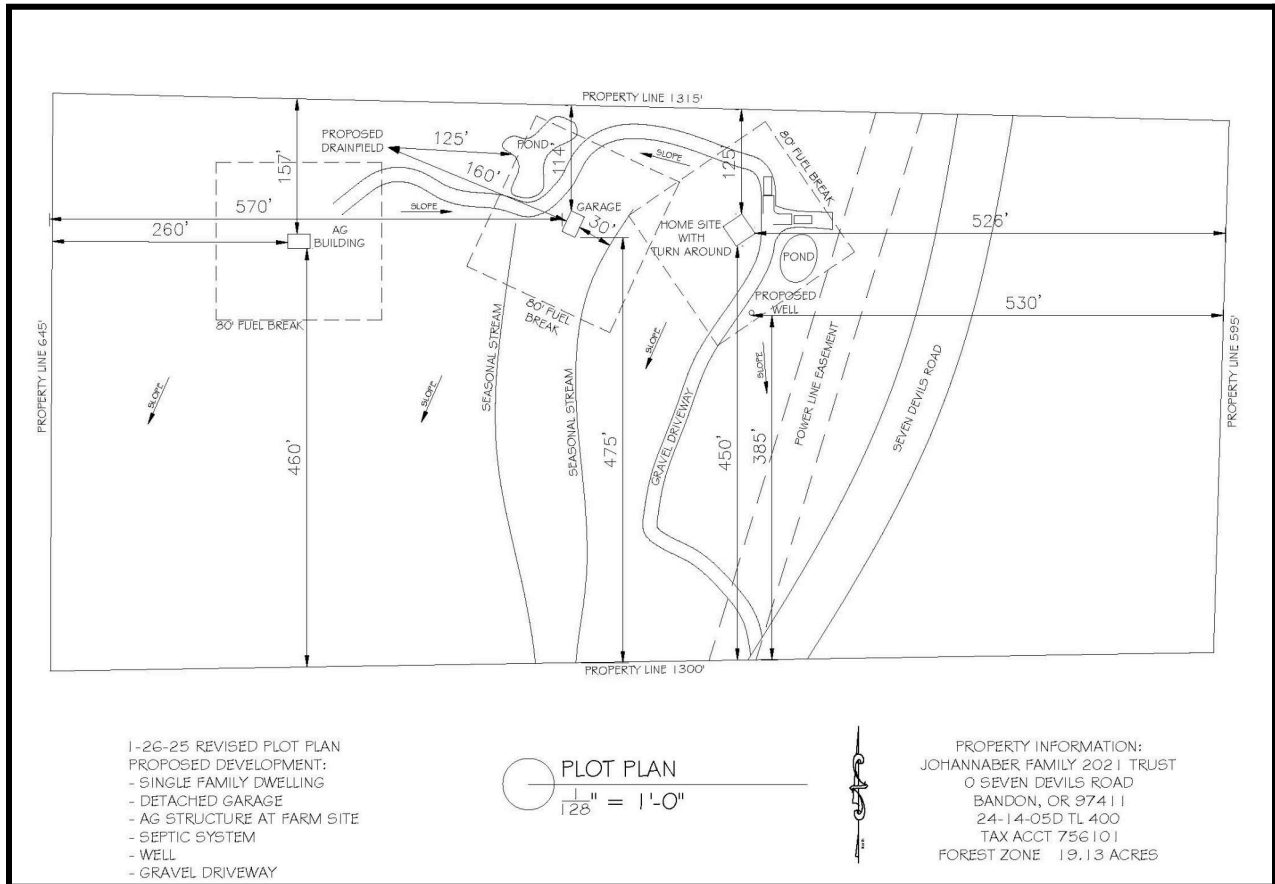 PROPERTY LINE 1315'
PROPOSED
DRAINFIELD
125'
POND
114'
157'
160'
SLOPE
125'
80' FUEL BREAK
570'
SLOPE
GARAGE
30'
HOME SITE
WITH
TURN AROUND
526'
260'
AG
BUILDING
POND
PROPOSED
WELL
530'
80' FUEL BREAK
80' FUEL
BREAK
PROPERTY LINE 645'
PROPERTY LINE 595'
SLOPE
SLOPE
SLOPE
SLOPE
SEASONAL STREAM
SEASONAL STREAM
GRAVEL DRIVEWAY
POWER LINE EASEMENT
SEVEN DEVILS ROAD
460'
475'
450'
385'
PROPERTY LINE 1300'
1-26-25 REVISED PLOT PLAN
PROPOSED DEVELOPMENT:
- SINGLE FAMILY DWELLING
- DETACHED GARAGE
- AG STRUCTURE AT FARM SITE
- SEPTIC SYSTEM
- WELL
- GRAVEL DRIVEWAY
PLOT PLAN
1/128" = 1'-0"
PROPERTY INFORMATION:
JOHANNABER FAMILY 2021 TRUST
0 SEVEN DEVILS ROAD
BANDON, OR 97411
24-14-05D TL 400
TAX ACCT 756101
FOREST ZONE 19.13 ACRES